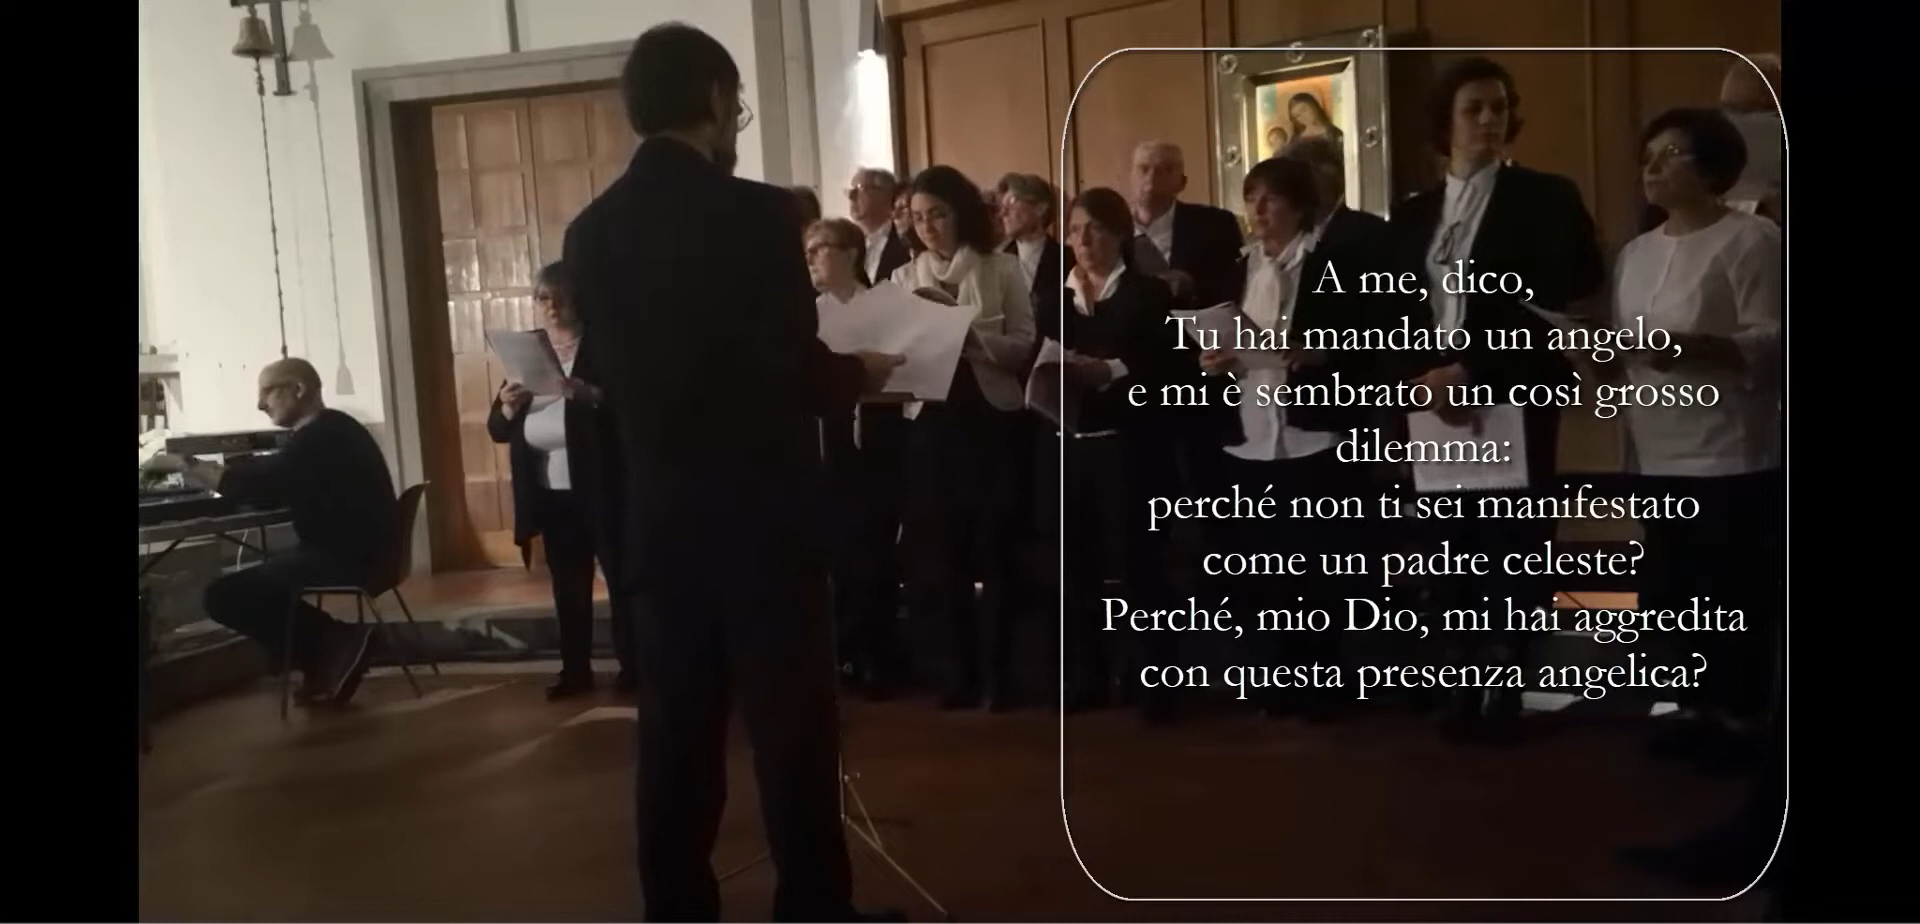 A me, dico,
Tu hai mandato un angelo,
e mi è sembrato un così grosso
dilemma:
perché non ti sei manifestato
come un padre celeste?
Perché, mio Dio, mi hai aggredita
con questa presenza angelica?